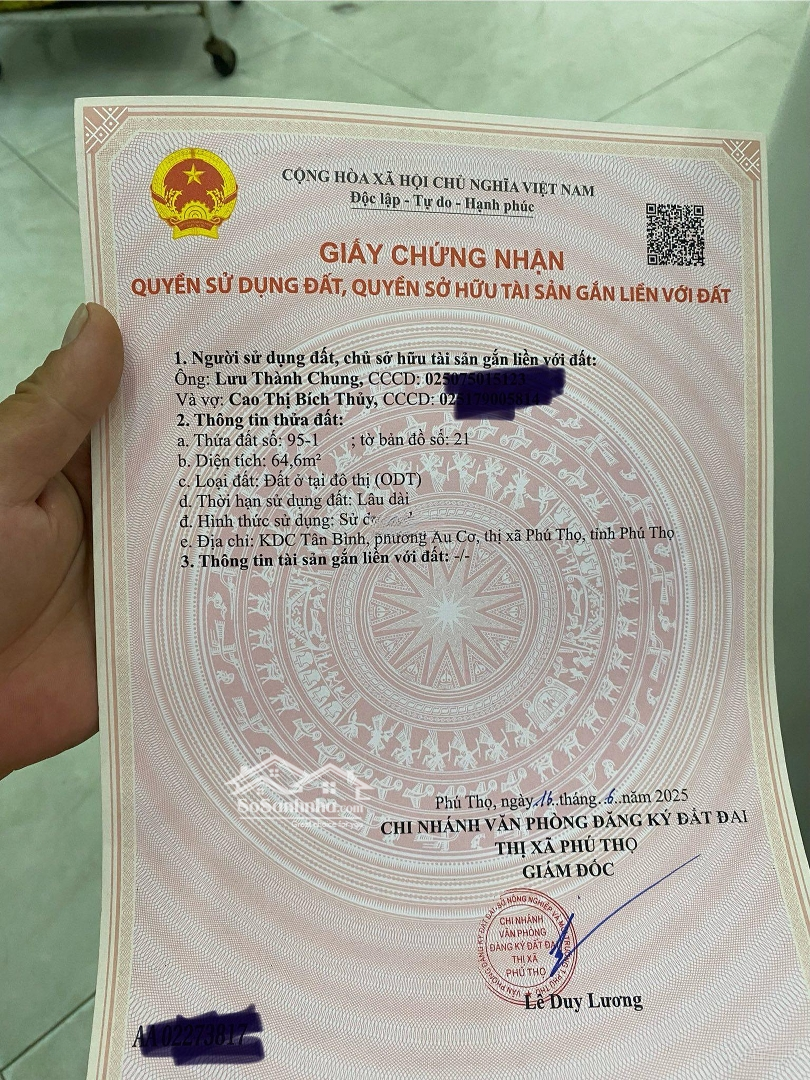 CỘNG HÒA XÃ HỘI CHỦ NGHĨA VIỆT NAM
Độc lập - Tự do - Hạnh phúc
GIẤY CHỨNG NHẬN
QUYỀN SỬ DỤNG ĐẤT, QUYỀN SỞ HỮU TÀI SẢN GẮN LIỀN VỚI ĐẤT
1. Người sử dụng đất, chủ sở hữu tài sản gắn liền với đất:
Ông: Lưu Thành Chung, CCCD:
Và vợ: Cao Thị Bích Thủy, CCCD:
2. Thông tin thửa đất:
a. Thửa đất số: 95-1 ; tờ bản đồ số: 21
b. Diện tích: 64,6m²
c. Loại đất: Đất ở tại đô thị (ODT)
d. Thời hạn sử dụng đất: Lâu dài
đ. Hình thức sử dụng: Sử
e. Địa chỉ: KDC Tân Bình, phường Âu Cơ, thị xã Phú Thọ, tỉnh Phú Thọ
3. Thông tin tài sản gắn liền với đất: -/-
SoSanhnha.com
Phú Thọ, ngày 16 tháng 6 năm 2025
CHI NHÁNH VĂN PHÒNG ĐĂNG KÝ ĐẤT ĐAI
THỊ XÃ PHÚ THỌ
GIÁM ĐỐC
CHI NHÁNH
VĂN PHÒNG
ĐĂNG KÝ ĐẤT ĐAI
THỊ XÃ
PHÚ THỌ
Lê Duy Lương